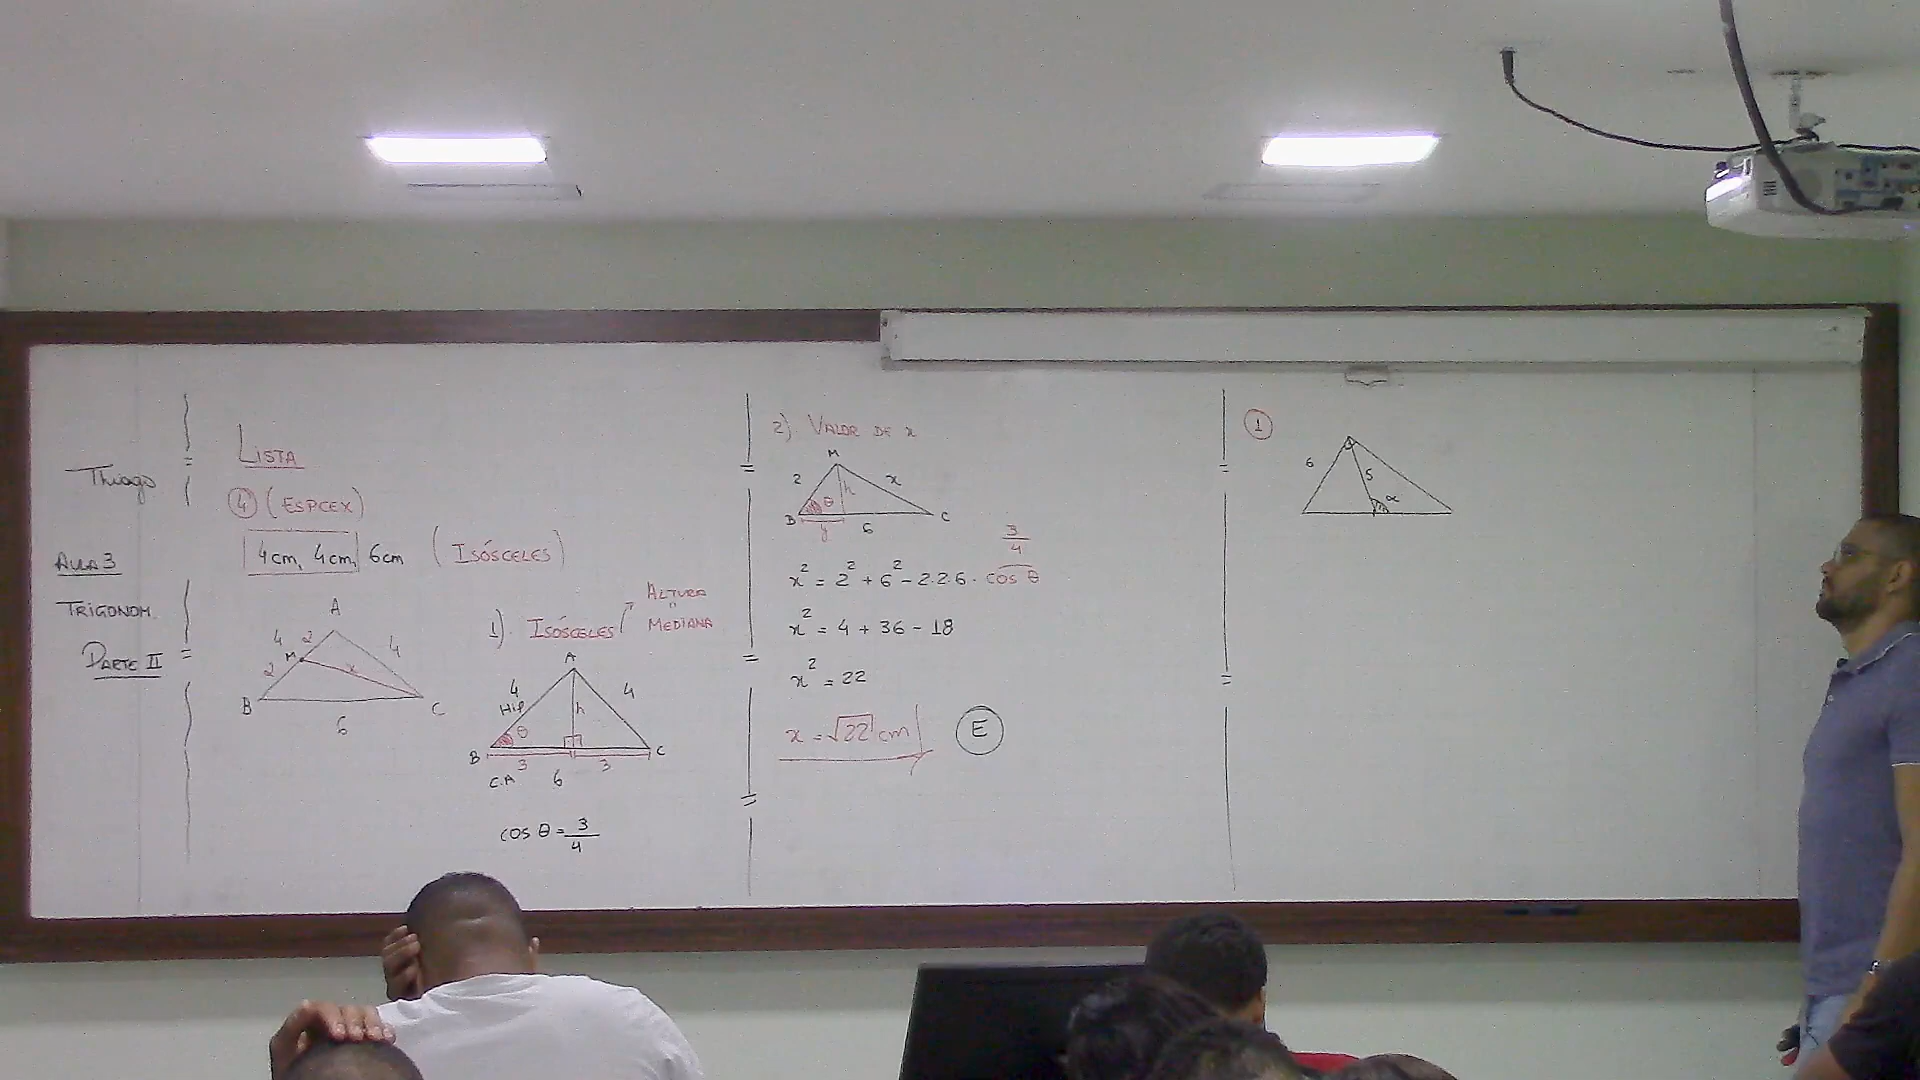 Thiago
AULA 3
TRIGONOM.
PARTE II
LISTA
4 (ESPCEX)
4cm, 4cm, 6cm (ISÓSCELES)
A
4 2 4
M
2 x
B C
6
1). ISÓSCELES
ALTURA
"
MEDIANA
A
4 4
HIP h
θ
B C
3 3
C.A 6
cos θ = 3/4
2). VALOR DE x
M
2 h x
θ
B C
y 6
3/4
x² = 2² + 6² - 2.2.6. cos θ
x² = 4 + 36 - 18
x² = 22
x = √22 cm E
1
6 5
α